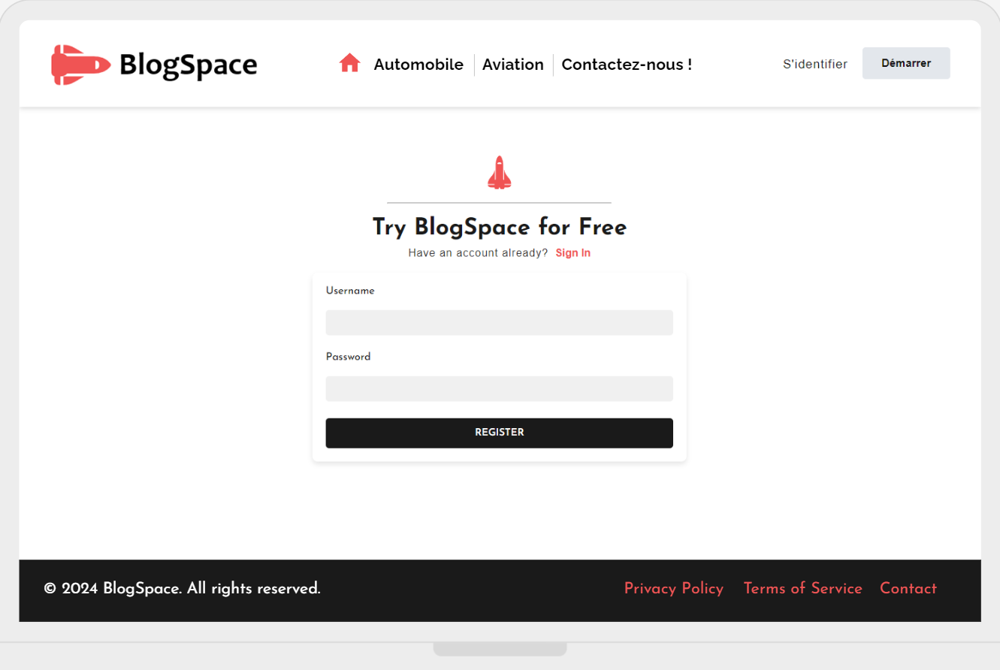 BlogSpace
Automobile Aviation Contactez-nous ! S'identifier Démarrer
Try BlogSpace for Free
Have an account already? Sign In
Username
Password
REGISTER
© 2024 BlogSpace. All rights reserved. Privacy Policy Terms of Service Contact